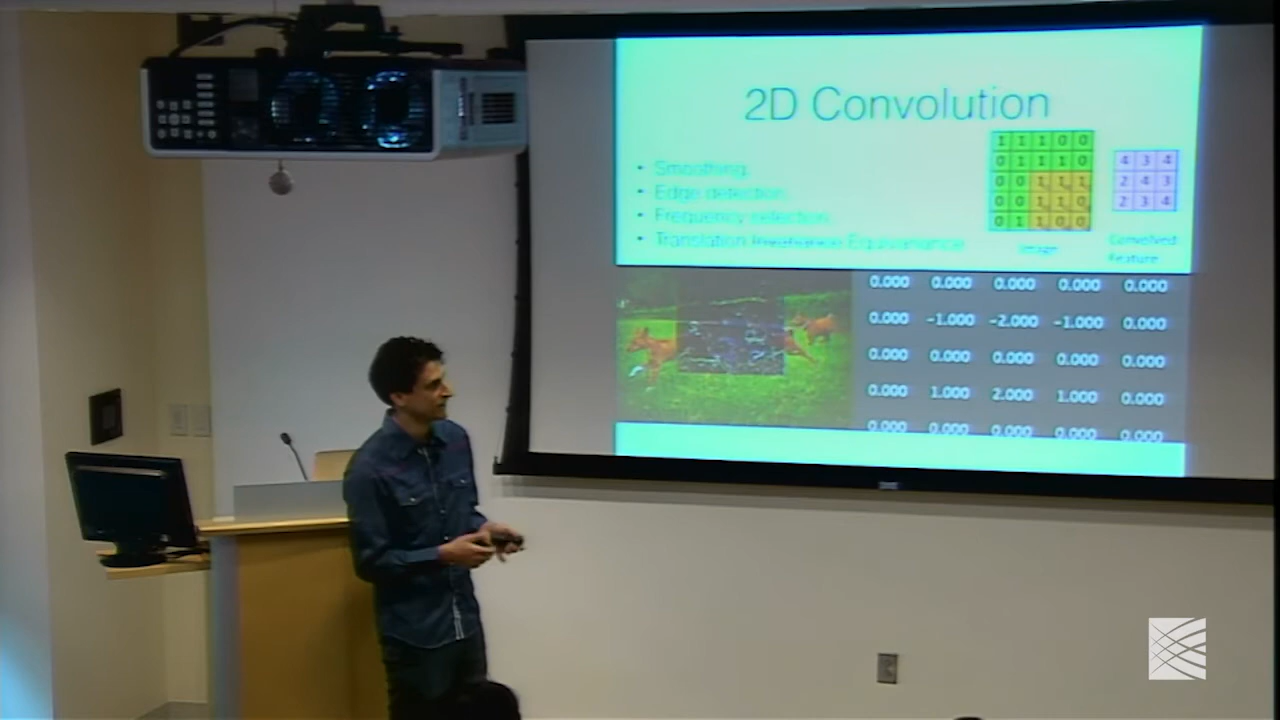 2D Convolution
• Smoothing
• Edge detection
• Frequency selection
• Translation Invariance Equivariance
1 1 1 0 0
0 1 1 1 0
0 0 1 1 1
0 0 1 1 0
0 1 1 0 0
Image
4 3 4
2 4 3
2 3 4
Convolved
Feature
0.000 0.000 0.000 0.000 0.000
0.000 -1.000 -2.000 -1.000 0.000
0.000 0.000 0.000 0.000 0.000
0.000 1.000 2.000 1.000 0.000
0.000 0.000 0.000 0.000 0.000